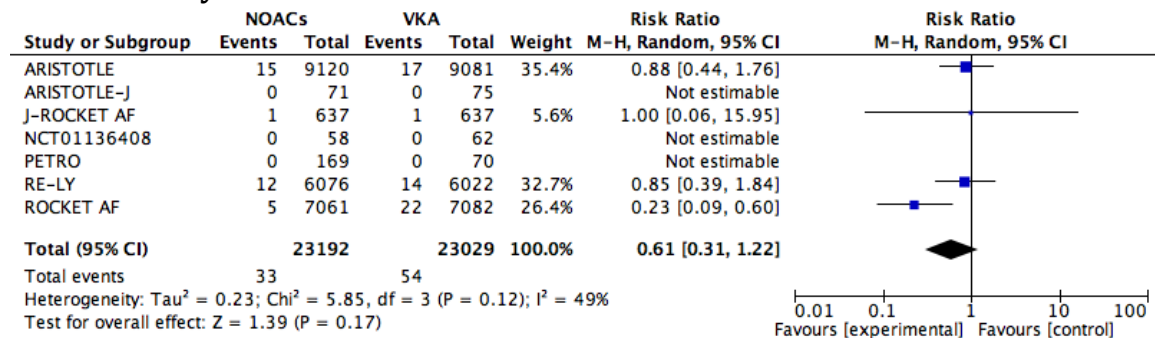 NOACs VKA Risk Ratio Risk Ratio
Study or Subgroup Events Total Events Total Weight M-H, Random, 95% CI M-H, Random, 95% CI
ARISTOTLE 15 9120 17 9081 35.4% 0.88 [0.44, 1.76]
ARISTOTLE-J 0 71 0 75 Not estimable
J-ROCKET AF 1 637 1 637 5.6% 1.00 [0.06, 15.95]
NCT01136408 0 58 0 62 Not estimable
PETRO 0 169 0 70 Not estimable
RE-LY 12 6076 14 6022 32.7% 0.85 [0.39, 1.84]
ROCKET AF 5 7061 22 7082 26.4% 0.23 [0.09, 0.60]
Total (95% CI) 23192 23029 100.0% 0.61 [0.31, 1.22]
Total events 33 54
Heterogeneity: Tau² = 0.23; Chi² = 5.85, df = 3 (P = 0.12); I² = 49%
Test for overall effect: Z = 1.39 (P = 0.17)
0.01 0.1 1 10 100
Favours [experimental] Favours [control]